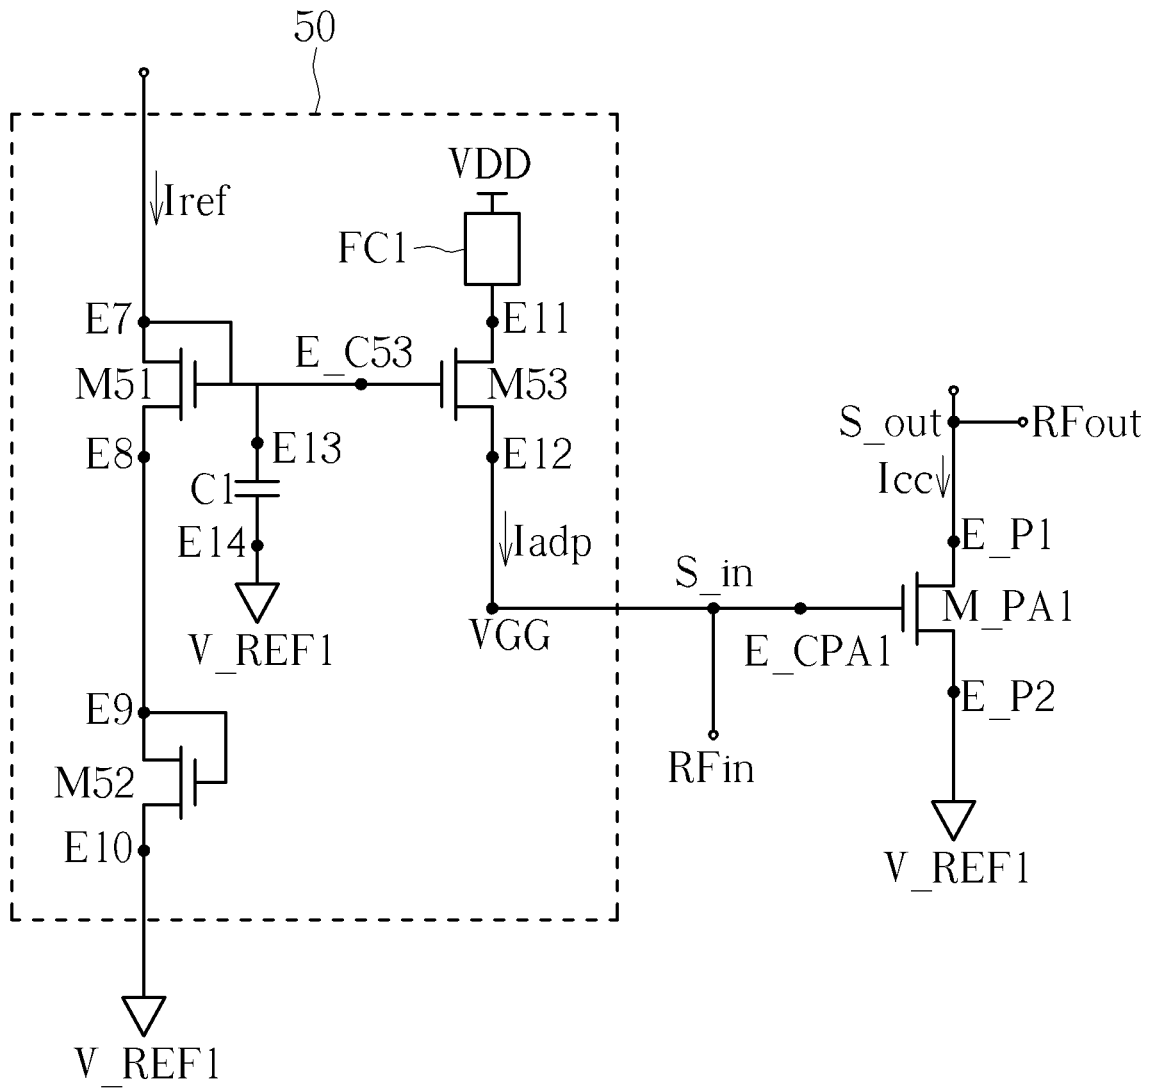 50
VDD
Iref
FC1
E7
E11
E_C53
M51
M53
S_out
RFout
E8
E13
E12
Icc
C1
E14
Iadp
E_P1
S_in
M_PA1
V_REF1
VGG
E_CPA1
E9
E_P2
M52
RFin
E10
V_REF1
V_REF1